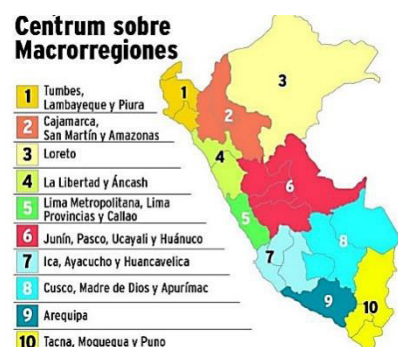 Centrum sobre
Macrorregiones
1 Tumbes,
Lambayeque y Piura
2 Cajamarca,
San Martín y Amazonas
3 Loreto
4 La Libertad y Áncash
5 Lima Metropolitana, Lima
Provincias y Callao
6 Junín, Pasco, Ucayali y Huánuco
7 Ica, Ayacucho y Huancavelica
8 Cusco, Madre de Dios y Apurímac
9 Arequipa
10 Tacna, Moquegua y Puno
3
1
2
4
6
5
8
7
9
10